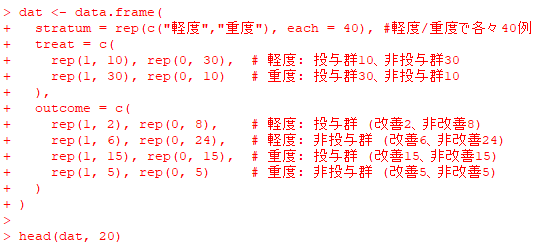 > dat <- data.frame(
+   stratum = rep(c("軽度","重度"), each = 40), #軽度/重度で各々40例
+   treat = c(
+     rep(1, 10), rep(0, 30),  # 軽度: 投与群10、非投与群30
+     rep(1, 30), rep(0, 10)   # 重度: 投与群30、非投与群10
+   ),
+   outcome = c(
+     rep(1, 2), rep(0, 8),    # 軽度: 投与群 (改善2、非改善8)
+     rep(1, 6), rep(0, 24),   # 軽度: 非投与群 (改善6、非改善24)
+     rep(1, 15), rep(0, 15),  # 重度: 投与群 (改善15、非改善15)
+     rep(1, 5), rep(0, 5)     # 重度: 非投与群 (改善5、非改善5)
+   )
+ )
>
> head(dat, 20)